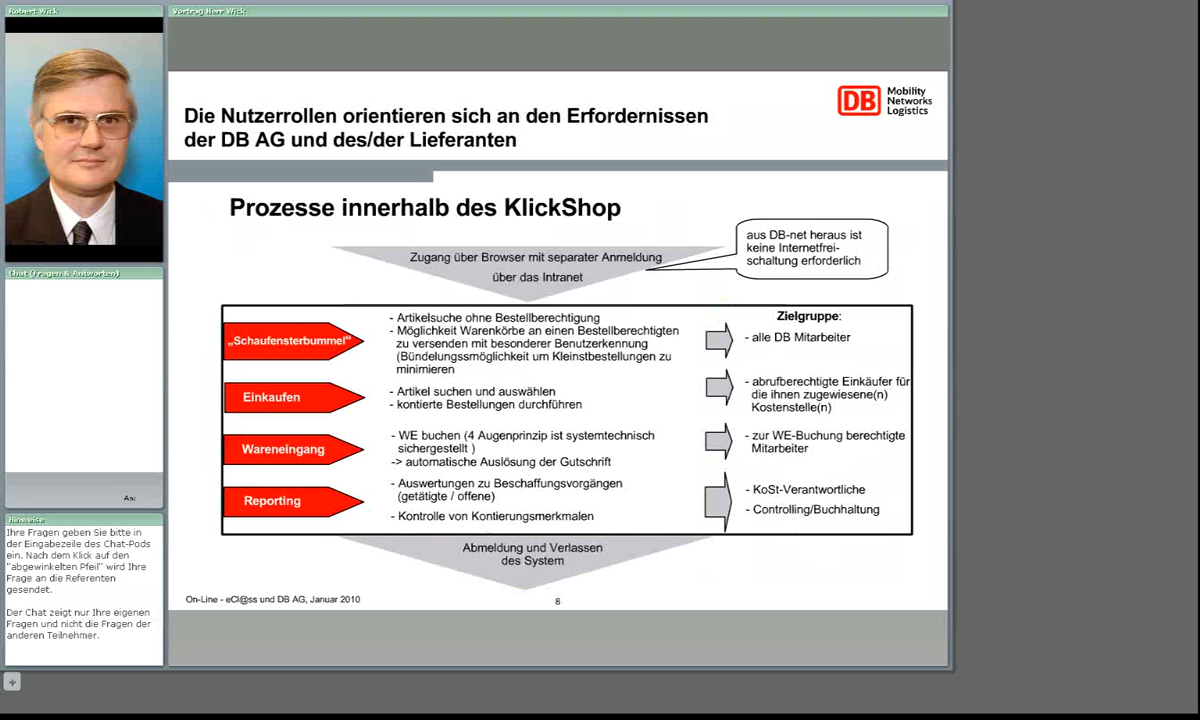 Robert Wick
Vortrag Herr Wick
Die Nutzerrollen orientieren sich an den Erfordernissen
der DB AG und des/der Lieferanten
DB
Mobility
Networks
Logistics
Prozesse innerhalb des KlickShop
aus DB-net heraus ist
keine Internetfrei-
schaltung erforderlich
Zugang über Browser mit separater Anmeldung
über das Intranet
Zielgruppe:
„Schaufensterbummel“
- Artikelsuche ohne Bestellberechtigung
- Möglichkeit Warenkörbe an einen Bestellberechtigten
zu versenden mit besonderer Benutzerkennung
(Bündelungssmöglichkeit um Kleinstbestellungen zu
minimieren
- alle DB Mitarbeiter
Einkaufen
- Artikel suchen und auswählen
- kontierte Bestellungen durchführen
- abrufberechtigte Einkäufer für
die ihnen zugewiesene(n)
Kostenstelle(n)
Wareneingang
- WE buchen (4 Augenprinzip ist systemtechnisch
sichergestellt )
-> automatische Auslösung der Gutschrift
- zur WE-Buchung berechtigte
Mitarbeiter
Reporting
- Auswertungen zu Beschaffungsvorgängen
(getätigte / offene)
- Kontrolle von Kontierungsmerkmalen
- KoSt-Verantwortliche
- Controlling/Buchhaltung
Abmeldung und Verlassen
des System
On-Line - eCl@ss und DB AG, Januar 2010
6
Chat (Fragen & Antworten)
An:
Hinweise
Ihre Fragen geben Sie bitte in
der Eingabezeile des Chat-Pods
ein. Nach dem Klick auf den
"abgewinkelten Pfeil" wird Ihre
Frage an die Referenten
gesendet.
Der Chat zeigt nur Ihre eigenen
Fragen und nicht die Fragen der
anderen Teilnehmer.